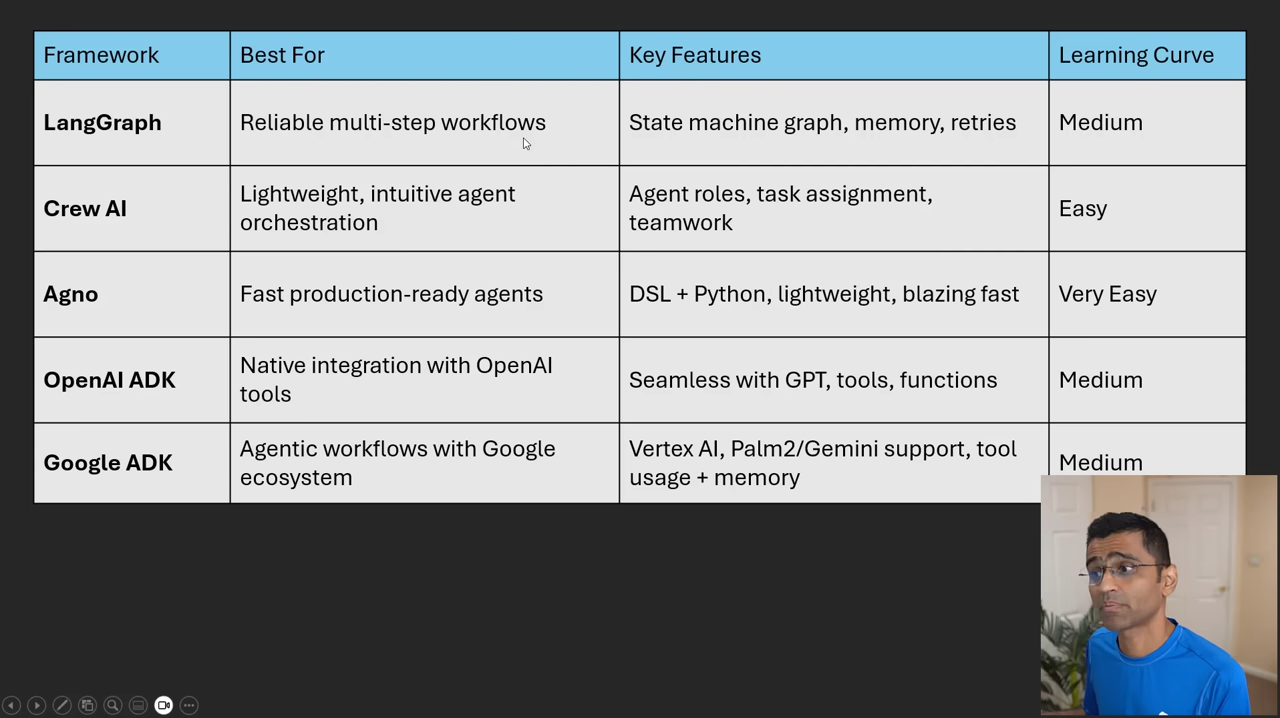 Framework Best For Key Features Learning Curve
LangGraph Reliable multi-step workflows State machine graph, memory, retries Medium
Crew AI Lightweight, intuitive agent orchestration Agent roles, task assignment, teamwork Easy
Agno Fast production-ready agents DSL + Python, lightweight, blazing fast Very Easy
OpenAI ADK Native integration with OpenAI tools Seamless with GPT, tools, functions Medium
Google ADK Agentic workflows with Google ecosystem Vertex AI, Palm2/Gemini support, tool usage + memory Medium